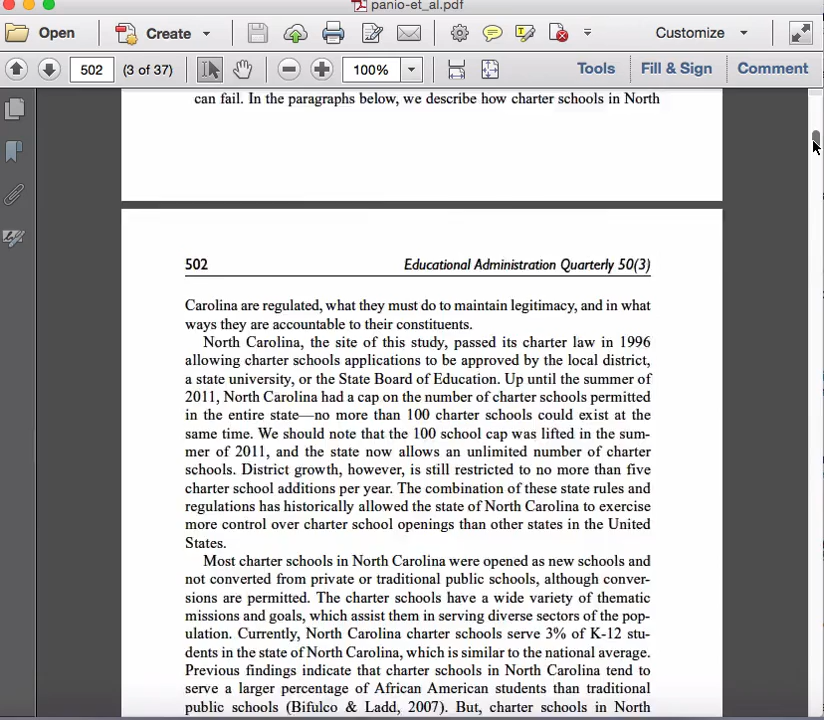 panio-et_al.pdf
Open
Create
Customize
502
(3 of 37)
100%
Tools
Fill & Sign
Comment
can fail. In the paragraphs below, we describe how charter schools in North
502
Educational Administration Quarterly 50(3)
Carolina are regulated, what they must do to maintain legitimacy, and in what
ways they are accountable to their constituents.
North Carolina, the site of this study, passed its charter law in 1996
allowing charter schools applications to be approved by the local district,
a state university, or the State Board of Education. Up until the summer of
2011, North Carolina had a cap on the number of charter schools permitted
in the entire state—no more than 100 charter schools could exist at the
same time. We should note that the 100 school cap was lifted in the sum-
mer of 2011, and the state now allows an unlimited number of charter
schools. District growth, however, is still restricted to no more than five
charter school additions per year. The combination of these state rules and
regulations has historically allowed the state of North Carolina to exercise
more control over charter school openings than other states in the United
States.
Most charter schools in North Carolina were opened as new schools and
not converted from private or traditional public schools, although conver-
sions are permitted. The charter schools have a wide variety of thematic
missions and goals, which assist them in serving diverse sectors of the pop-
ulation. Currently, North Carolina charter schools serve 3% of K-12 stu-
dents in the state of North Carolina, which is similar to the national average.
Previous findings indicate that charter schools in North Carolina tend to
serve a larger percentage of African American students than traditional
public schools (Bifulco & Ladd, 2007). But, charter schools in North